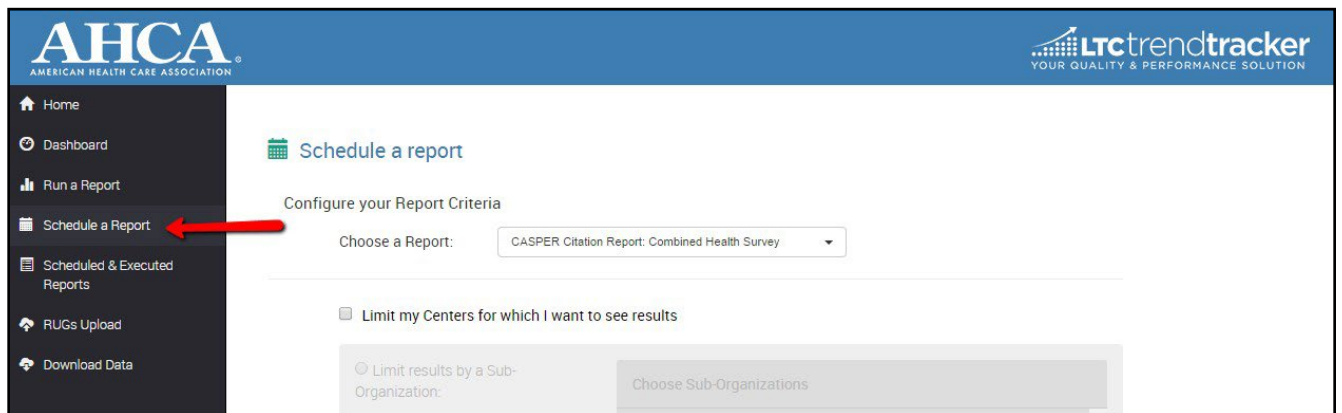 AHCA®
AMERICAN HEALTH CARE ASSOCIATION
LTCtrendtracker
YOUR QUALITY & PERFORMANCE SOLUTION
Home
Dashboard
Run a Report
Schedule a Report
Scheduled & Executed
Reports
RUGs Upload
Download Data
Schedule a report
Configure your Report Criteria
Choose a Report:
CASPER Citation Report: Combined Health Survey
Limit my Centers for which I want to see results
Limit results by a Sub-
Organization:
Choose Sub-Organizations